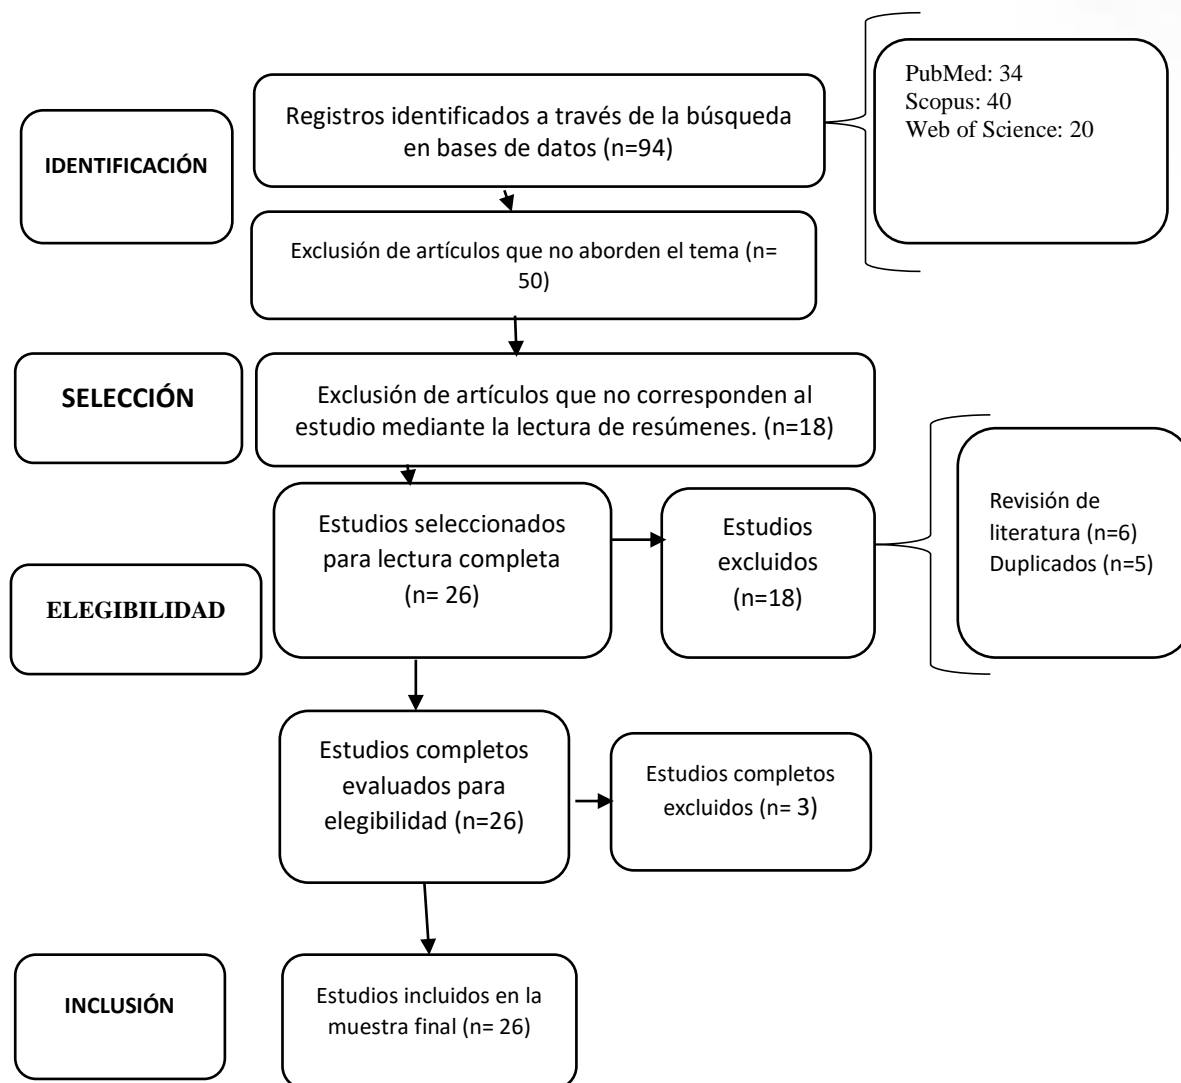 PubMed: 34
Scopus: 40
Web of Science: 20
IDENTIFICACIÓN
Registros identificados a través de la búsqueda
en bases de datos (n=94)
Exclusión de artículos que no aborden el tema (n=
50)
SELECCIÓN
Exclusión de artículos que no corresponden al
estudio mediante la lectura de resúmenes. (n=18)
ELEGIBILIDAD
Estudios seleccionados
para lectura completa
(n= 26)
Estudios
excluidos
(n=18)
Revisión de
literatura (n=6)
Duplicados (n=5)
Estudios completos
evaluados para
elegibilidad (n=26)
Estudios completos
excluidos (n= 3)
INCLUSIÓN
Estudios incluidos en la
muestra final (n= 26)